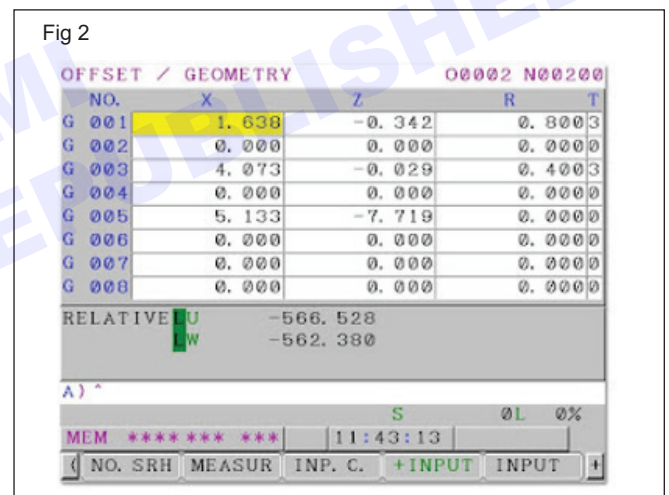 Fig 2
OFFSET / GEOMETRY O0002 N00200
NO. X Z R T
G 001 1.638 -0.342 0.800 3
G 002 0.000 0.000 0.000 0
G 003 4.073 -0.029 0.400 3
G 004 0.000 0.000 0.000 0
G 005 5.133 -7.719 0.000 0
G 006 0.000 0.000 0.000 0
G 007 0.000 0.000 0.000 0
G 008 0.000 0.000 0.000 0
RELATIVE LU -566.528
LW -562.380
A) ^
S 0L 0%
MEM **** *** *** 11:43:13
( NO. SRH MEASUR INP. C. +INPUT INPUT +